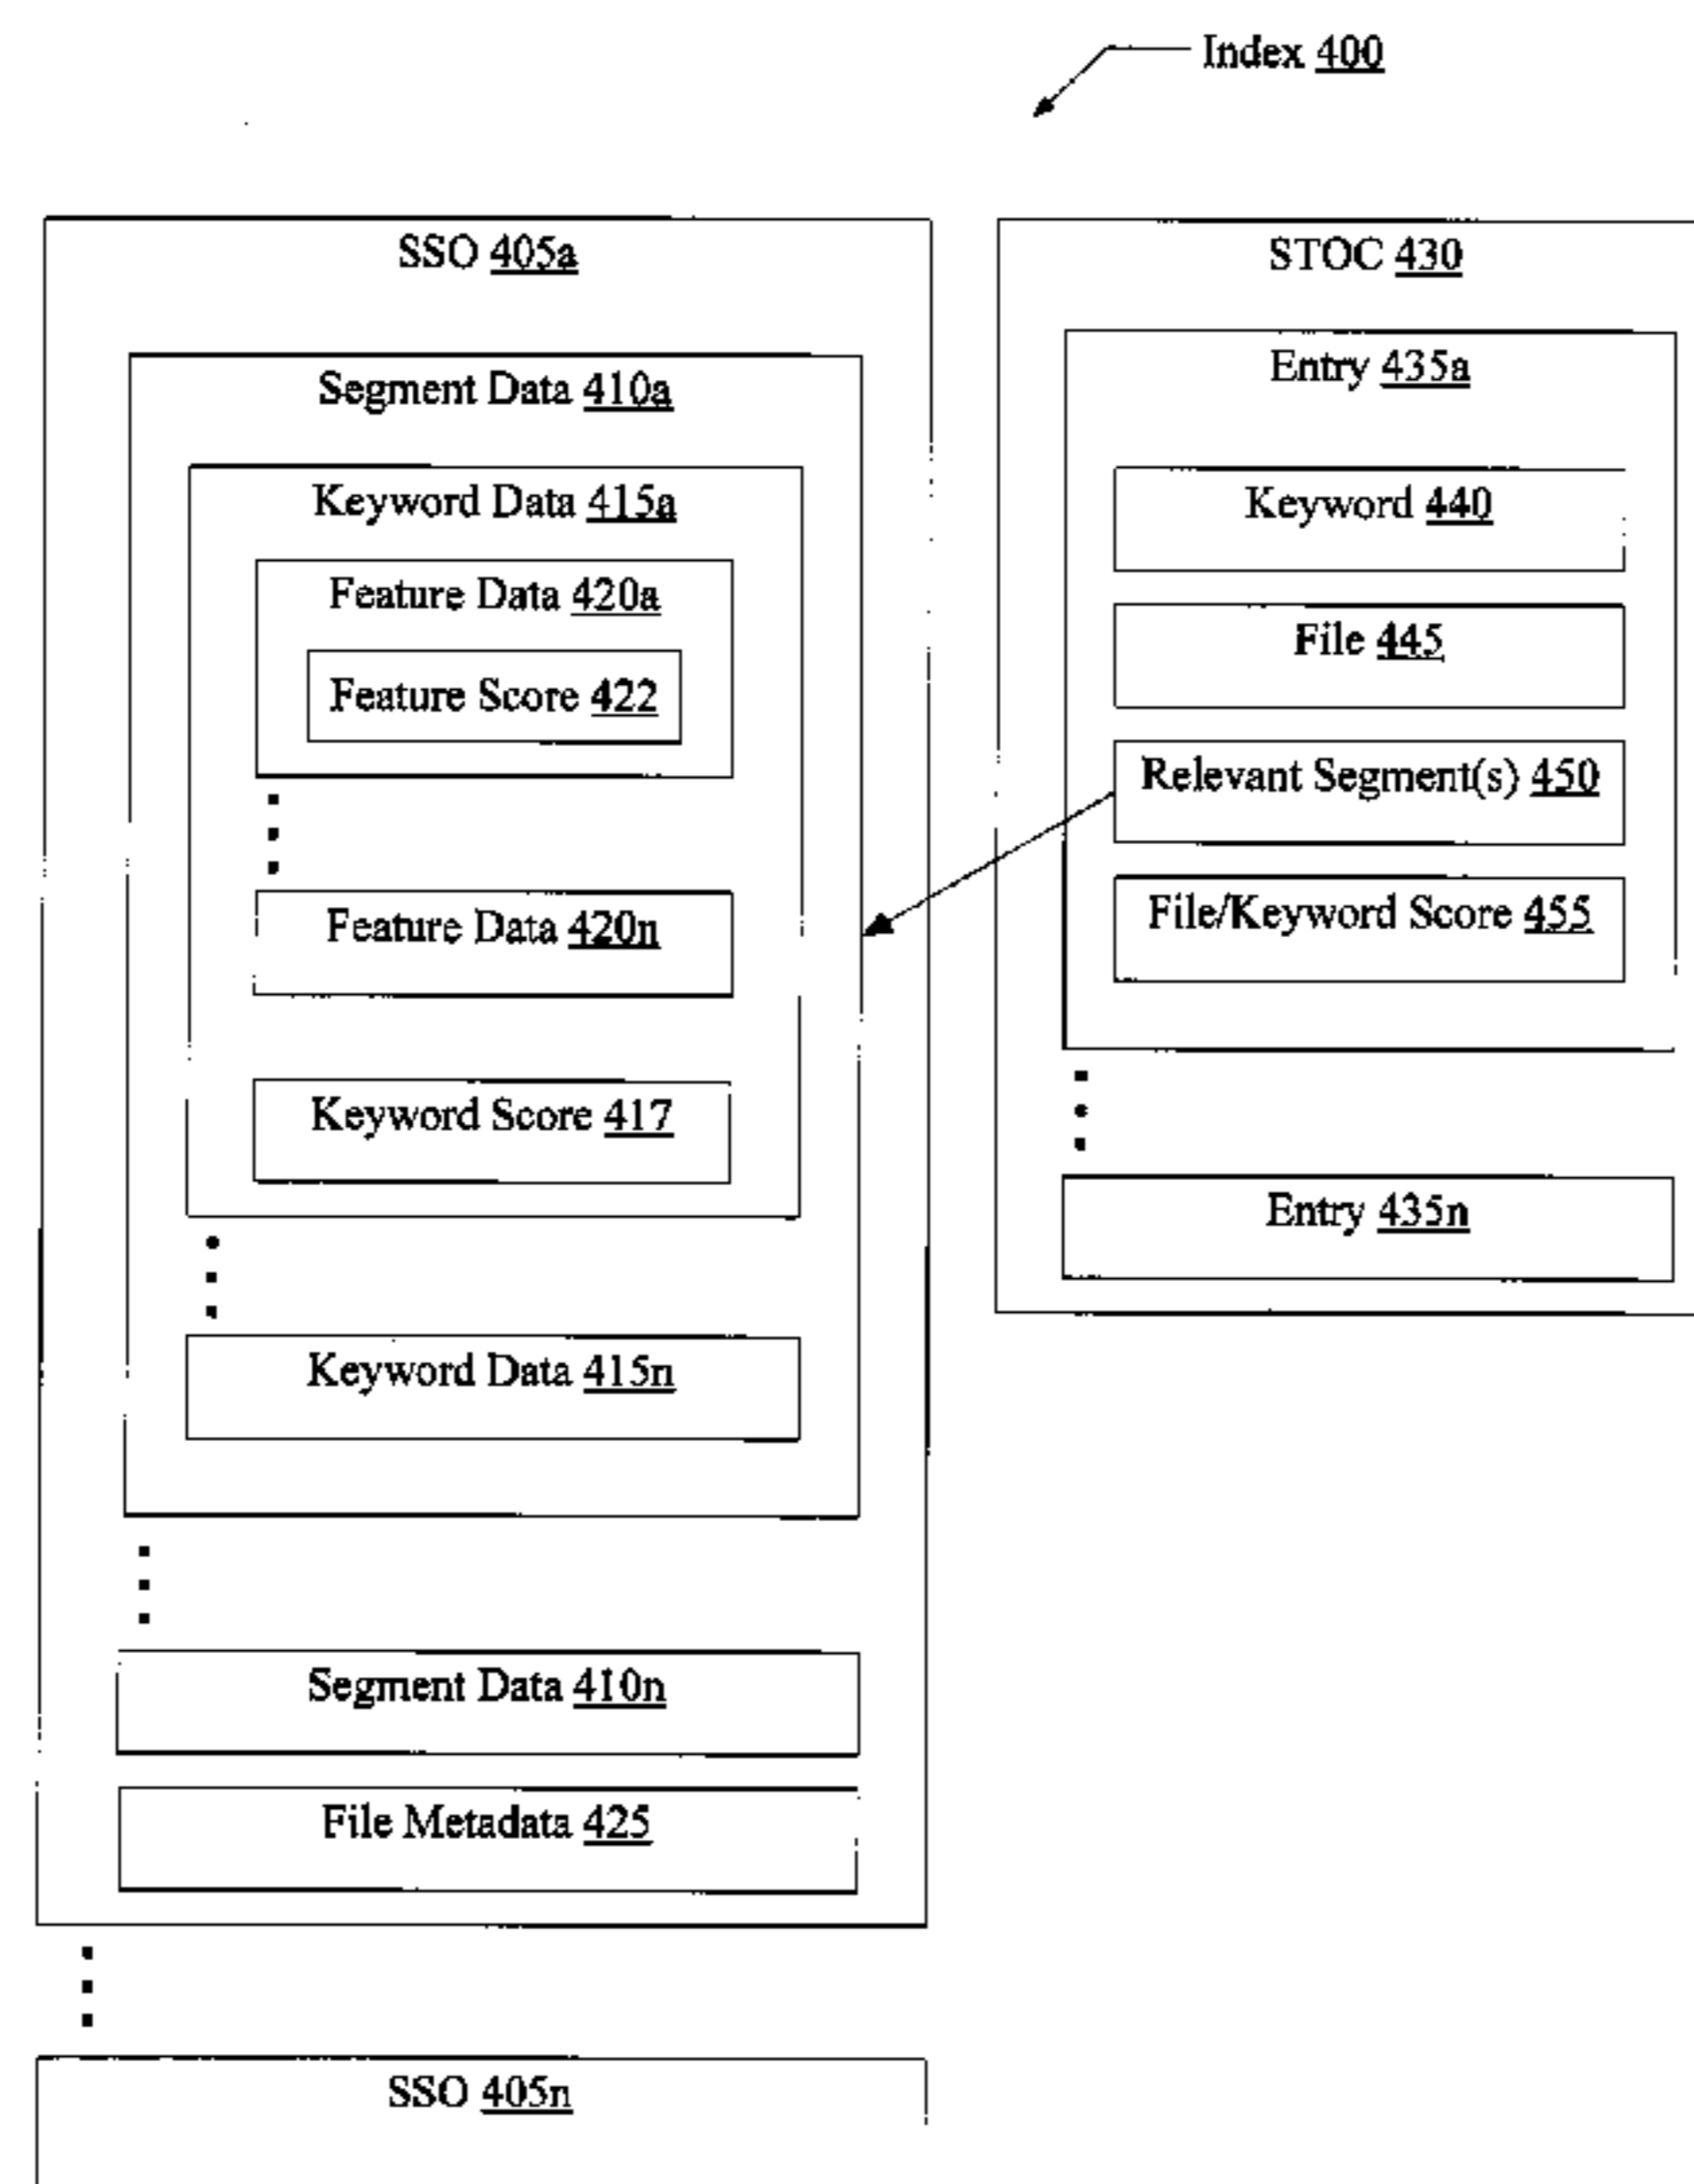 Index 400
SSO 405a
Segment Data 410a
Keyword Data 415a
Feature Data 420a
Feature Score 422
Feature Data 420n
Keyword Score 417
Keyword Data 415n
Segment Data 410n
File Metadata 425
SSO 405n
STOC 430
Entry 435a
Keyword 440
File 445
Relevant Segment(s) 450
File/Keyword Score 455
Entry 435n